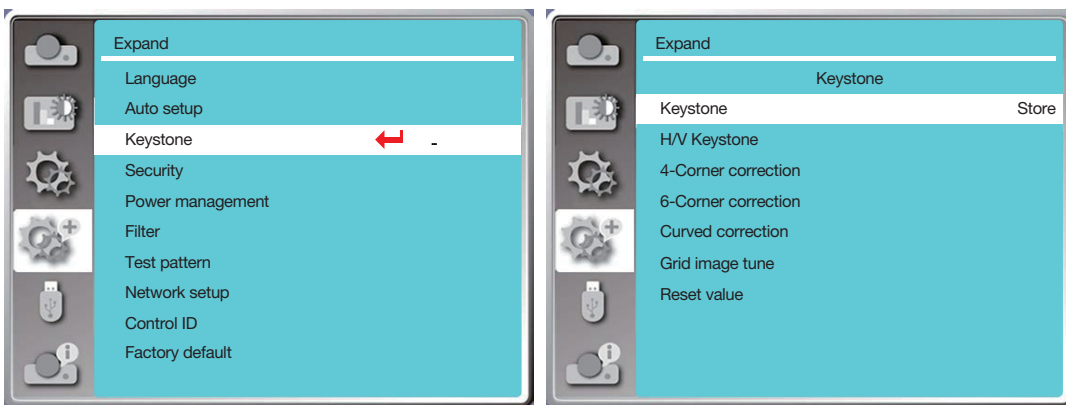 Expand
Language
Auto setup
Keystone -
Security
Power management
Filter
Test pattern
Network setup
Control ID
Factory default
Expand
Keystone
Keystone Store
H/V Keystone
4-Corner correction
6-Corner correction
Curved correction
Grid image tune
Reset value